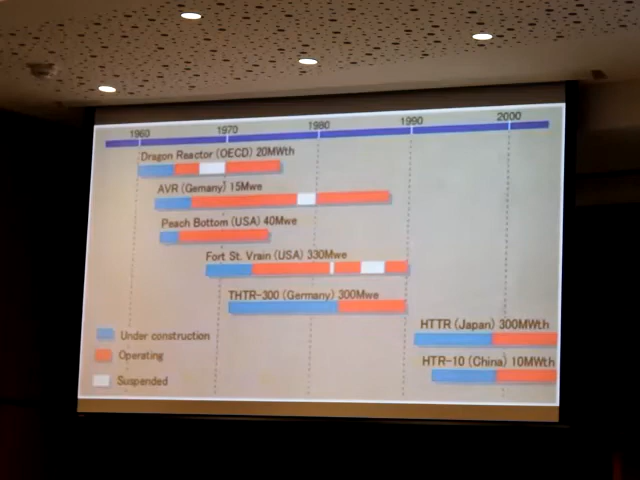 1960 1970 1980 1990 2000
Dragon Reactor (OECD) 20MWth
AVR (Gemany) 15Mwe
Peach Bottom (USA) 40Mwe
Fort St. Vrain (USA) 330Mwe
THTR-300 (Germany) 300Mwe
HTTR (Japan) 300MWth
HTR-10 (China) 10MWth
Under construction
Operating
Suspended